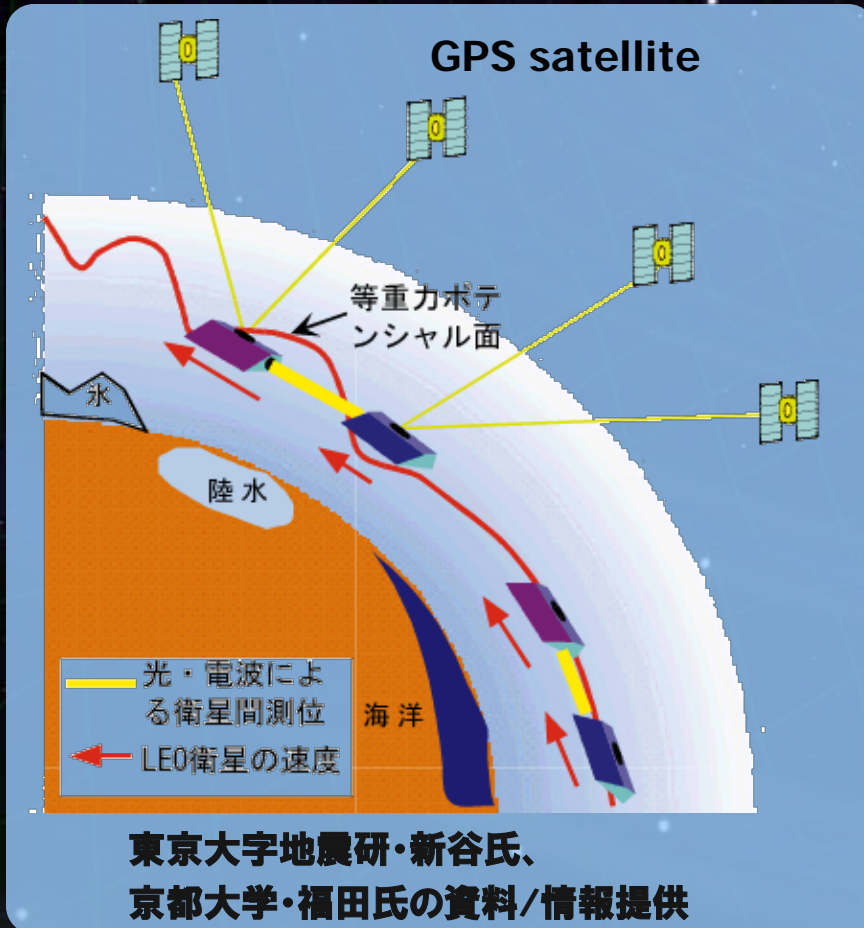 GPS satellite
等重力ポテ
ンシャル面
氷
陸水
光・電波によ
る衛星間測位
海洋
LEO衛星の速度
東京大字地震研・新谷氏、
京都大学・福田氏の資料/情報提供